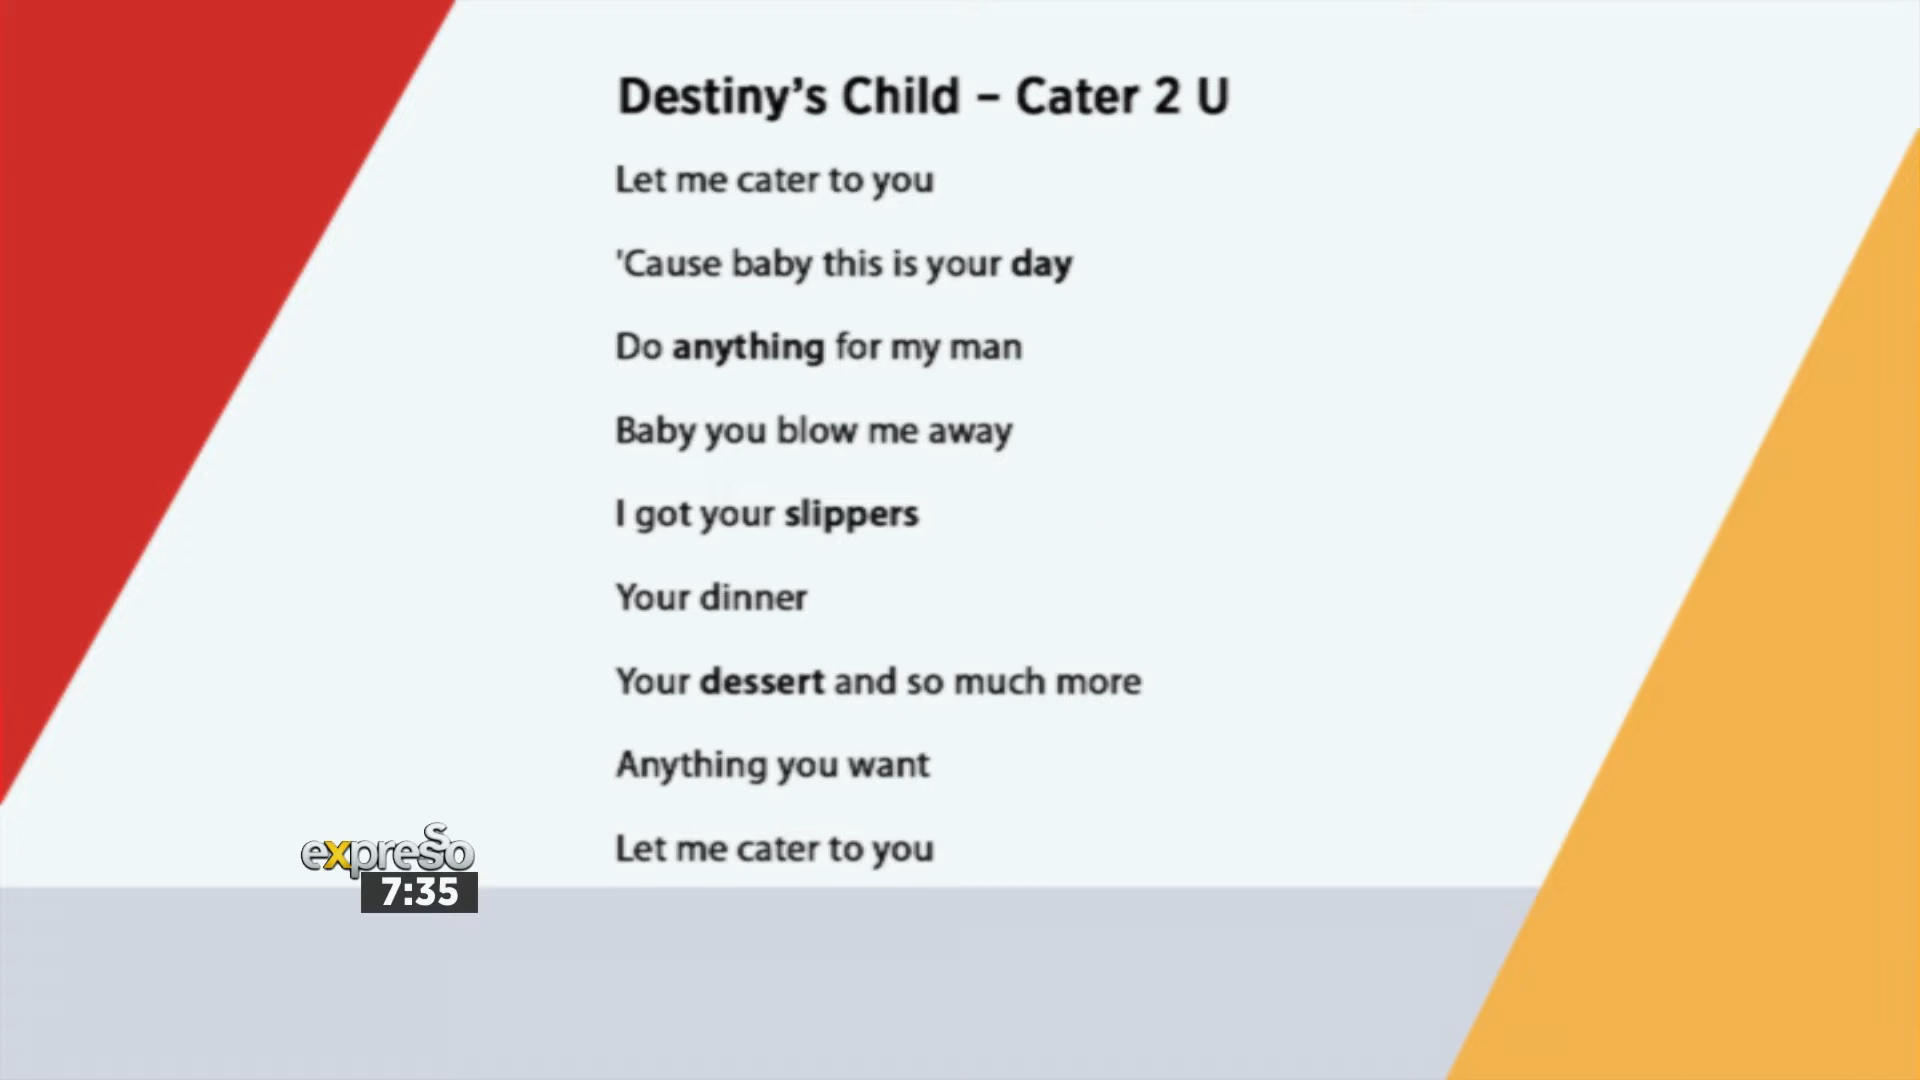 Destiny's Child – Cater 2 U
Let me cater to you
'Cause baby this is your day
Do anything for my man
Baby you blow me away
I got your slippers
Your dinner
Your dessert and so much more
Anything you want
Let me cater to you
expresso
7:35